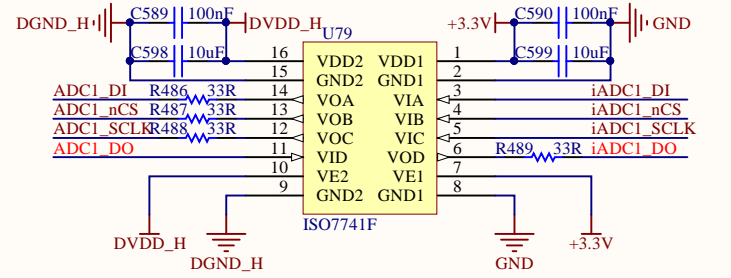 C589 100nF C590 100nF
DGND_H DVDD_H +3.3V GND
U79
C598 10uF C599 10uF
16 VDD2 VDD1 1
15 GND2 GND1 2
ADC1_DI R486 33R 14 VOA VIA 3 iADC1_DI
ADC1_nCS R487 33R 13 VOB VIB 4 iADC1_nCS
ADC1_SCLK R488 33R 12 VOC VIC 5 iADC1_SCLK
ADC1_DO 11 VID VOD 6 R489 33R iADC1_DO
10 VE2 VE1 7
9 GND2 GND1 8
ISO7741F
DVDD_H +3.3V
DGND_H GND